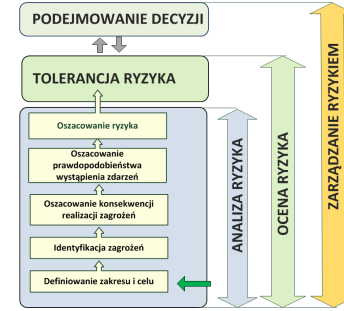 PODEJMOWANIE DECYZJI
TOLERANCJA RYZYKA
Oszacowanie ryzyka
Oszacowanie
prawdopodobieństwa
wystąpienia zdarzeń
Oszacowanie konsekwencji
realizacji zagrożeń
Identyfikacja zagrożeń
Definiowanie zakresu i celu
ANALIZA RYZYKA
OCENA RYZYKA
ZARZĄDZANIE RYZYKIEM